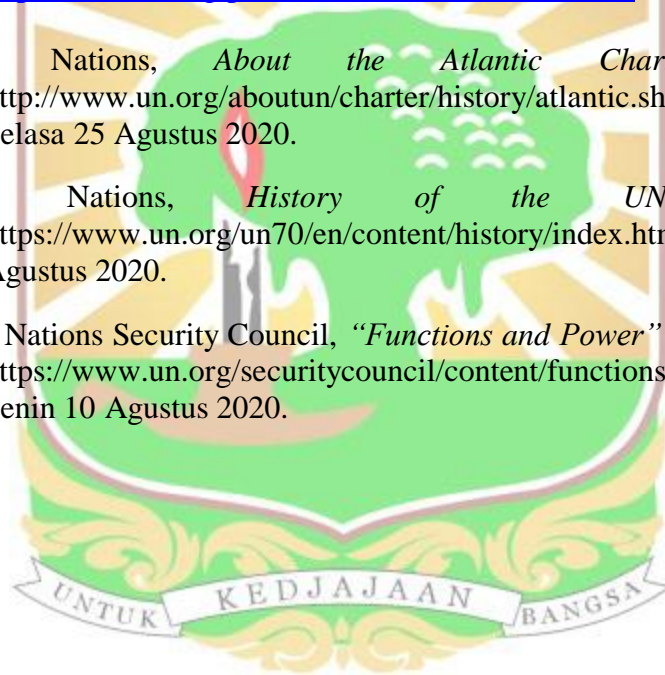 Nations, About the Atlantic Char
ttp://www.un.org/aboutun/charter/history/atlantic.sh
elasa 25 Agustus 2020.
Nations, History of the UN
ttps://www.un.org/un70/en/content/history/index.htm
Agustus 2020.
Nations Security Council, “Functions and Power”
ttps://www.un.org/securitycouncil/content/functions
enin 10 Agustus 2020.
UNTUK KEDJAJAAN BANGSA